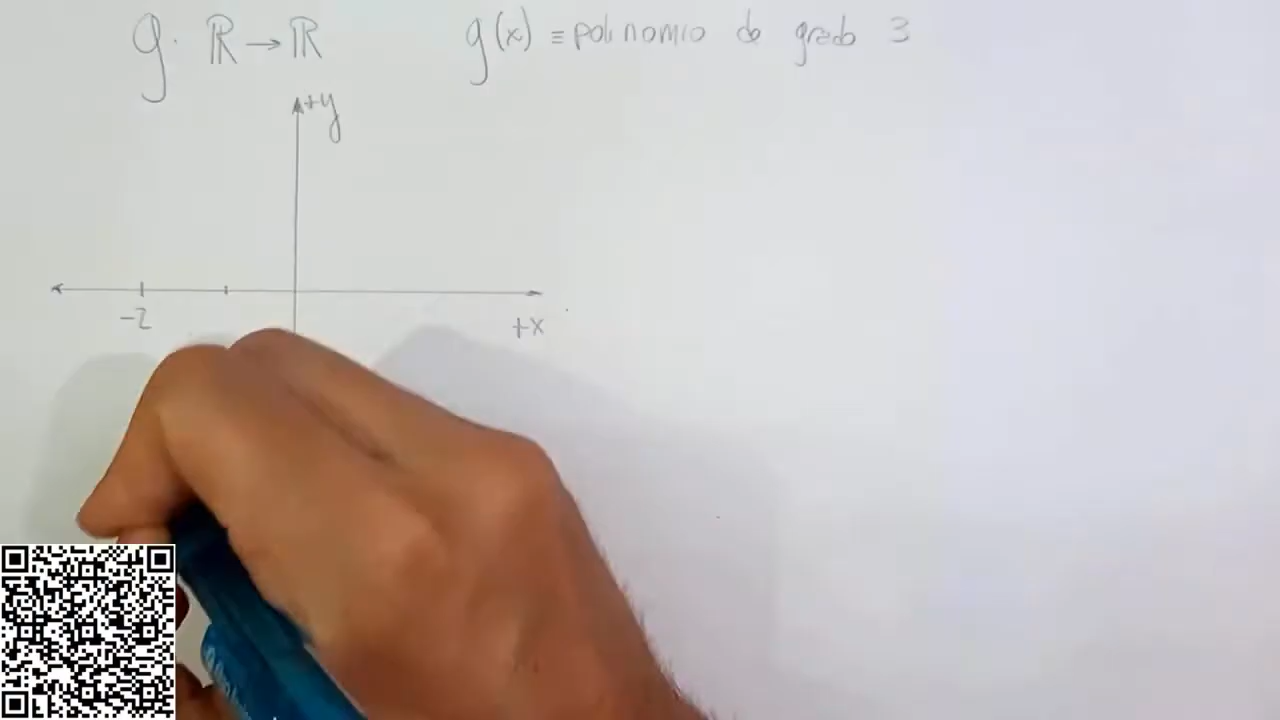 g: ℝ → ℝ g(x) ≡ polinomio de grado 3
+y
-2
+x